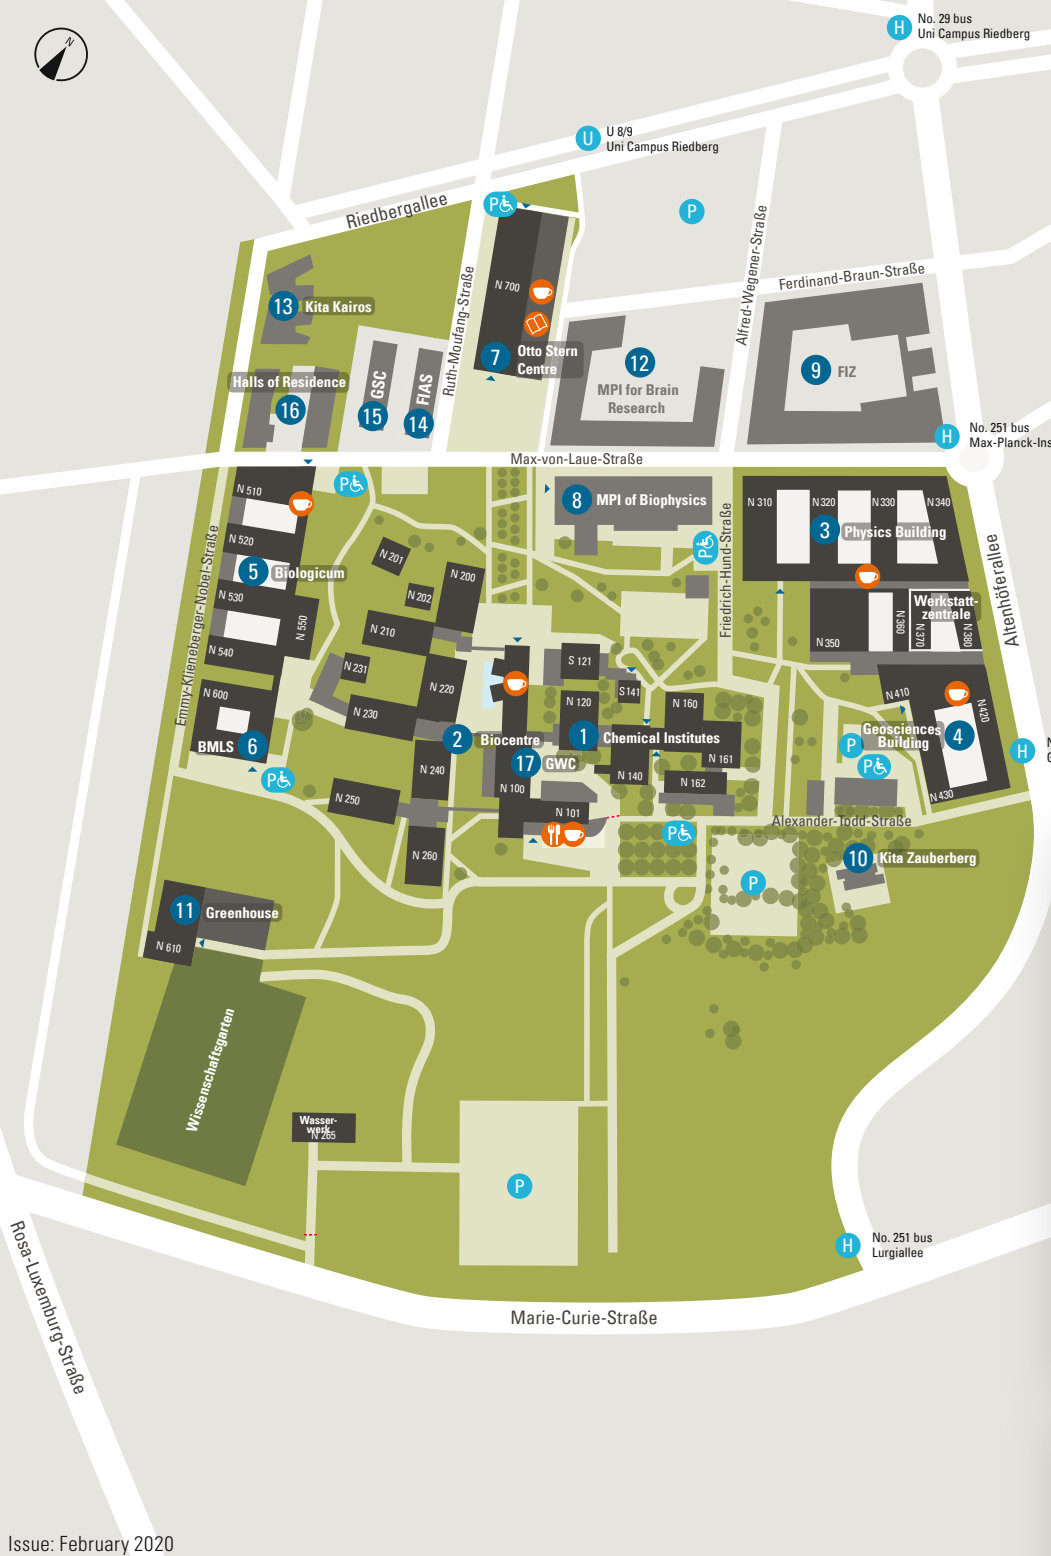 No. 29 bus
Uni Campus Riedberg
H
N
U
U 8/9
Uni Campus Riedberg
Riedbergallee
P
P
Ruth-Moufang-Straße
Alfred-Wegener-Straße
Ferdinand-Braun-Straße
N 700
13 Kita Kairos
7 Otto Stern
Centre
12
MPI for Brain
Research
9 FIZ
Halls of Residence
16
GSC
15
FIAS
14
H
No. 251 bus
Max-Planck-Ins
Max-von-Laue-Straße
P
N 510
8 MPI of Biophysics
N 310
N 320
N 330
N 340
3 Physics Building
N 520
5 Biologicum
N 530
N 540
N 550
Emmy-Klieneberger-Nobel-Straße
Friedrich-Hund-Straße
Altenhöferallee
P
N 201
N 202
N 200
N 210
N 231
N 220
N 230
Werkstatt-
zentrale
N 350
N 360
N 370
N 380
S 121
S 141
N 120
N 160
N 600
BMLS 6
P
2 Biocentre
1 Chemical Institutes
17 GWC
N 161
N 140
N 162
N 410
N 420
Geosciences
Building
4
P
P
N 430
H
N
G
N 240
N 250
N 100
N 101
N 260
P
Alexander-Todd-Straße
10 Kita Zauberberg
P
11 Greenhouse
N 610
Wissenschaftsgarten
Wasser-
werk
N 265
P
H
No. 251 bus
Lurgiallee
Rosa-Luxemburg-Straße
Marie-Curie-Straße
Issue: February 2020